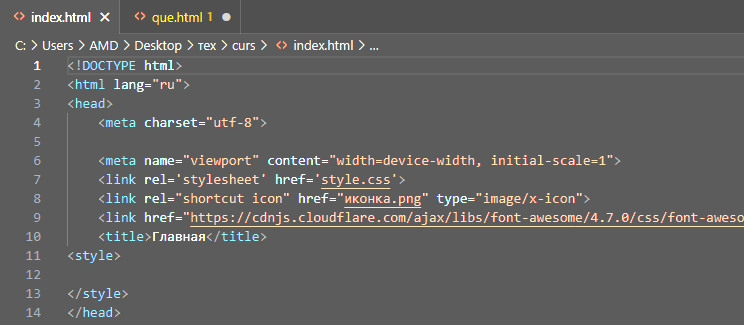 index.html que.html 1
C: > Users > AMD > Desktop > тех > curs > index.html > ...
1 <!DOCTYPE html>
2 <html lang="ru">
3 <head>
4 <meta charset="utf-8">
5
6 <meta name="viewport" content="width=device-width, initial-scale=1">
7 <link rel='stylesheet' href='style.css'>
8 <link rel="shortcut icon" href="иконка.png" type="image/x-icon">
9 <link href="https://cdnjs.cloudflare.com/ajax/libs/font-awesome/4.7.0/css/font-aweso
10 <title>Главная</title>
11 <style>
12
13 </style>
14 </head>